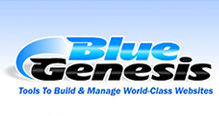 Blue
Genesis
Tools To Build & Manage World-Class Websites